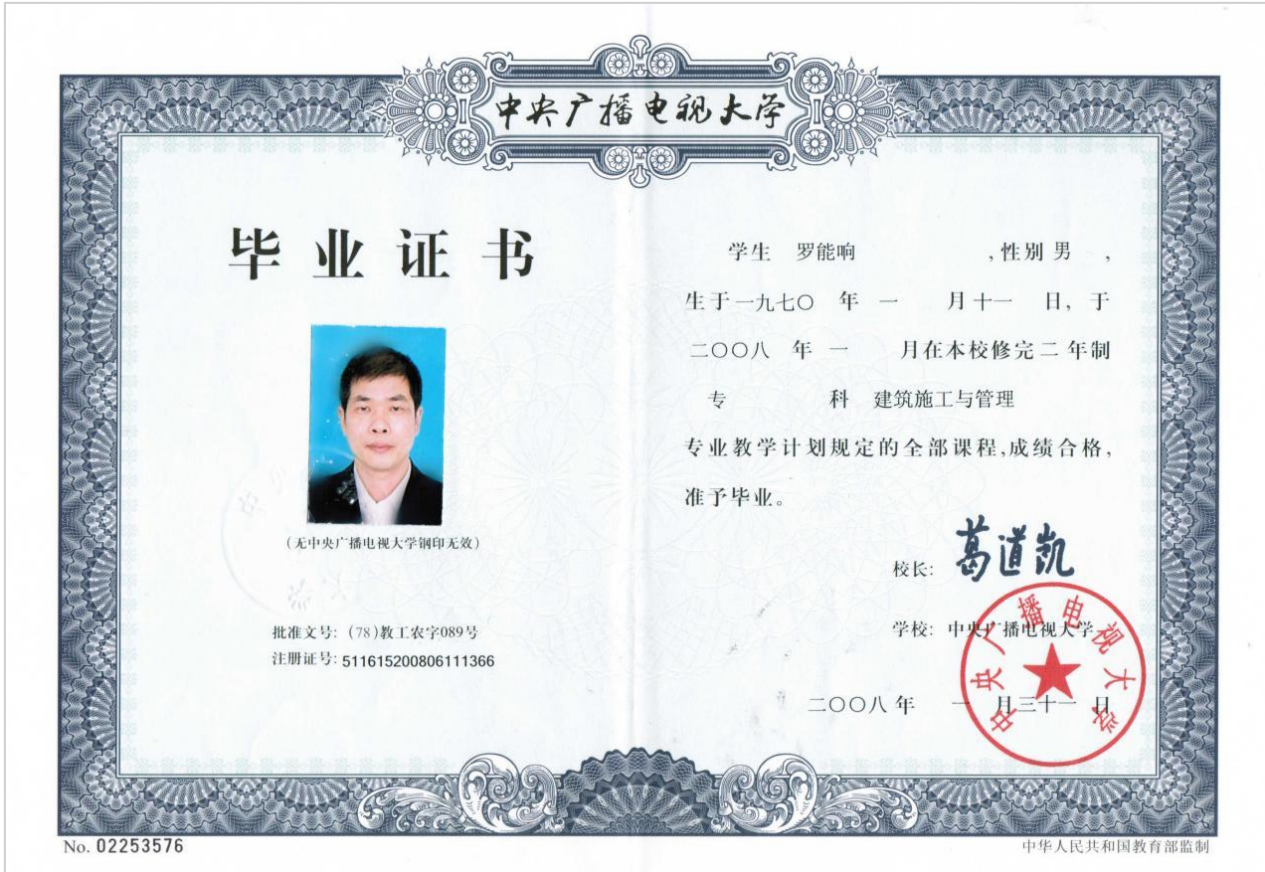 中央广播电视大学
毕业证书
(无中央广播电视大学钢印无效)
批准文号: (78)教工农字089号
注册证号: 511615200806111366
学生 罗能响 ,性别 男 ,
生于一九七〇 年 一 月十一 日, 于
二〇〇八 年 一 月在本校修完 二 年制
专 科 建筑施工与管理
专业教学计划规定的全部课程,成绩合格,
准予毕业。
校长: 葛道凯
学校: 中央广播电视大学
中央广播电视大学
二〇〇八 年 一 月三十一 日
No. 02253576
中华人民共和国教育部监制